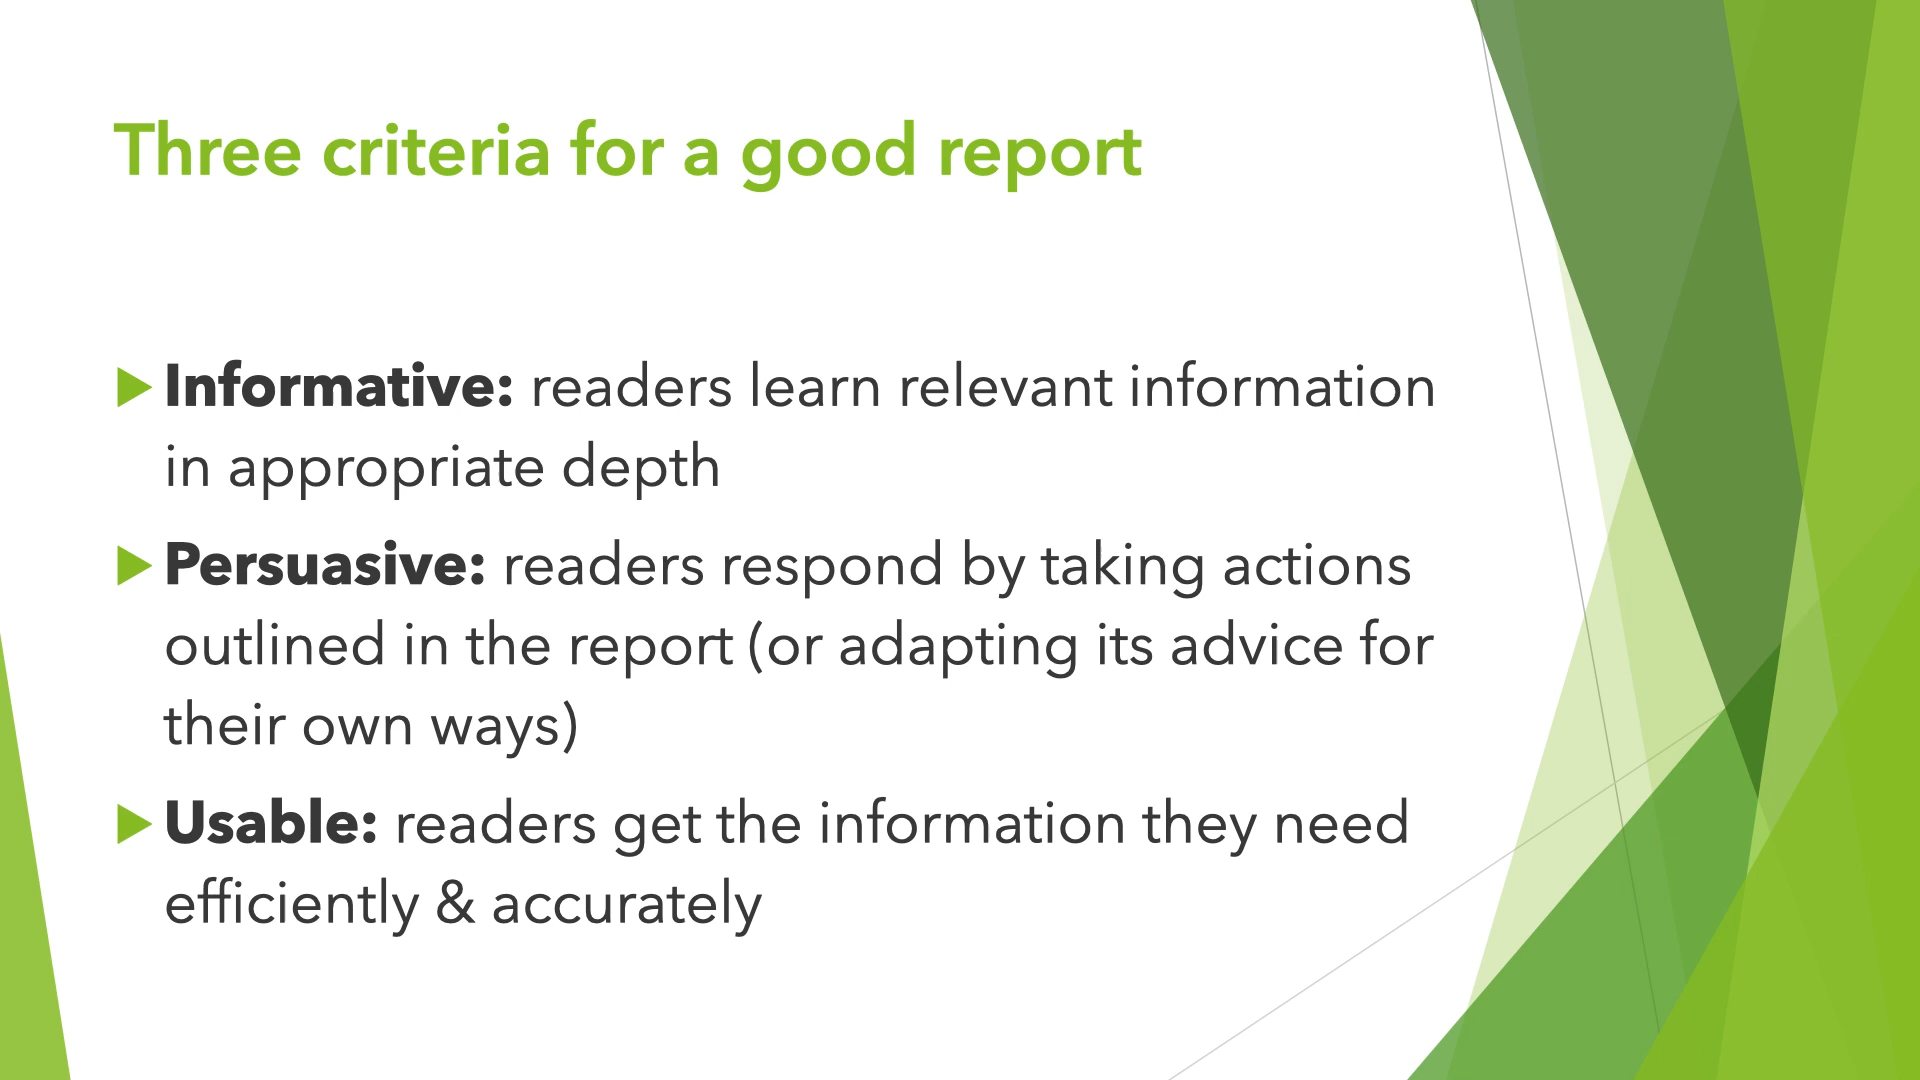 Three criteria for a good report
Informative: readers learn relevant information
in appropriate depth
Persuasive: readers respond by taking actions
outlined in the report (or adapting its advice for
their own ways)
Usable: readers get the information they need
efficiently & accurately